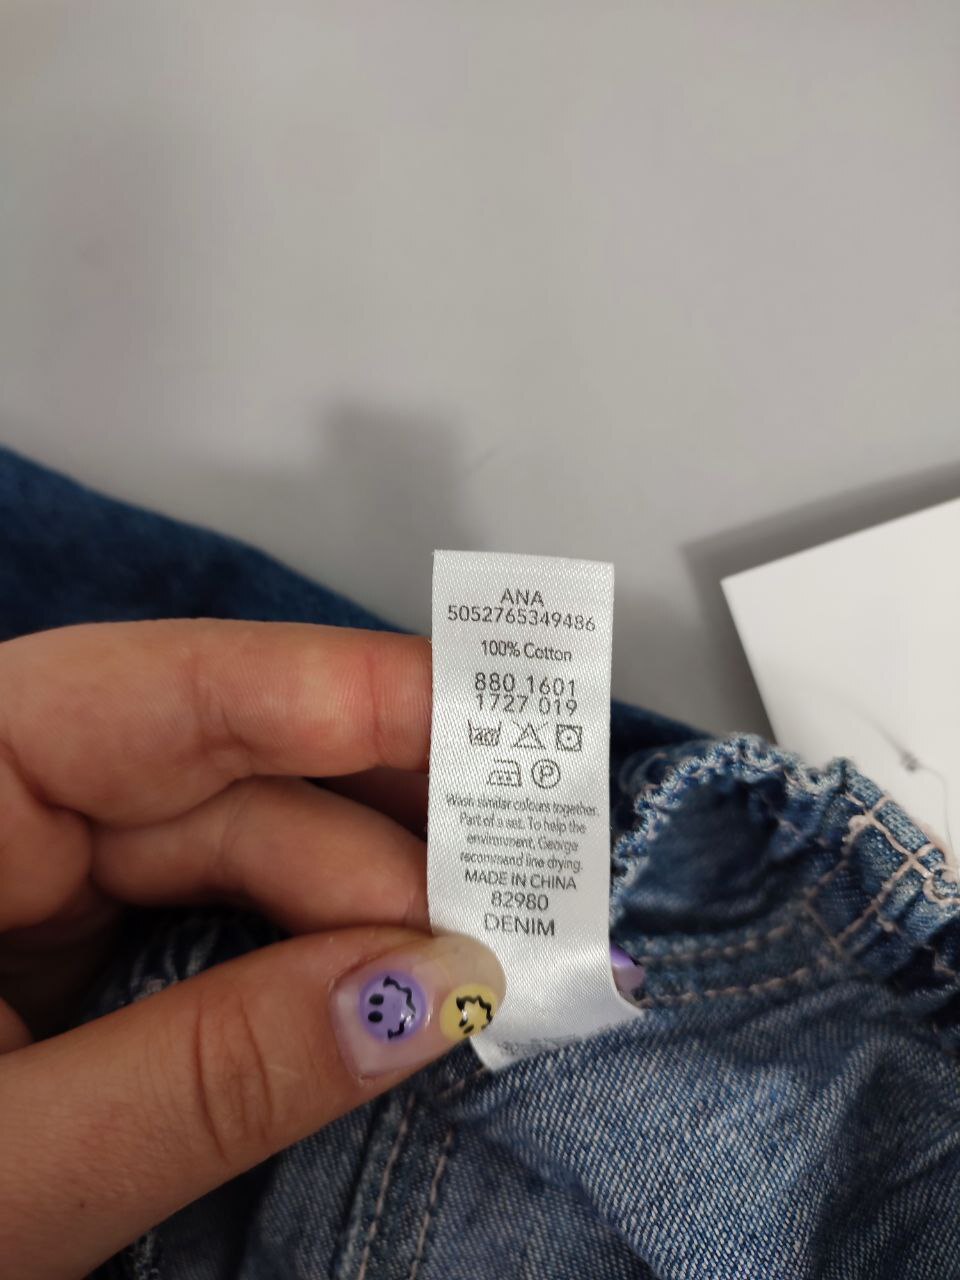 ANA
5052765349486
100% Cotton
880 1601
1727 019
P
Wash similar colours together.
Part of a set. To help the
environment, George
recommend line drying.
MADE IN CHINA
82980
DENIM